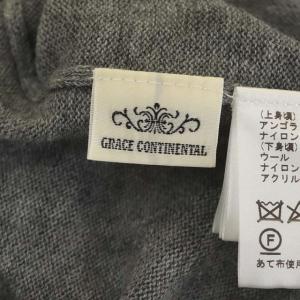 GRACE CONTINENTAL
(上身頃)
アンゴラ
ナイロン
(下身頃)
ウール
ナイロン
アクリル
F
あて布使用